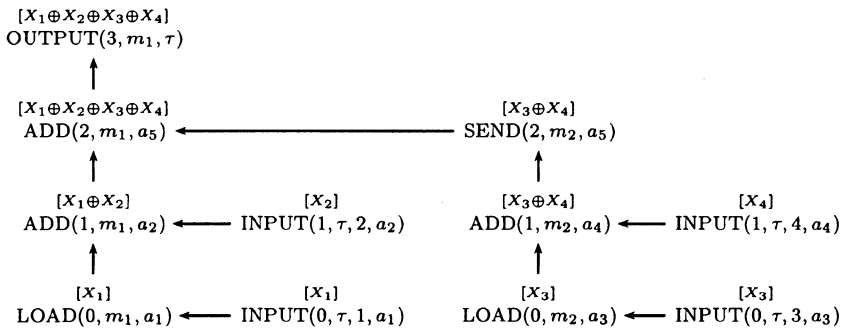 [X₁⊕X₂⊕X₃⊕X₄]
OUTPUT(3, m₁, τ)
[X₁⊕X₂⊕X₃⊕X₄] [X₃⊕X₄]
ADD(2, m₁, a₅) SEND(2, m₂, a₅)
[X₁⊕X₂] [X₂] [X₃⊕X₄] [X₄]
ADD(1, m₁, a₂) INPUT(1, τ, 2, a₂) ADD(1, m₂, a₄) INPUT(1, τ, 4, a₄)
[X₁] [X₁] [X₃] [X₃]
LOAD(0, m₁, a₁) INPUT(0, τ, 1, a₁) LOAD(0, m₂, a₃) INPUT(0, τ, 3, a₃)